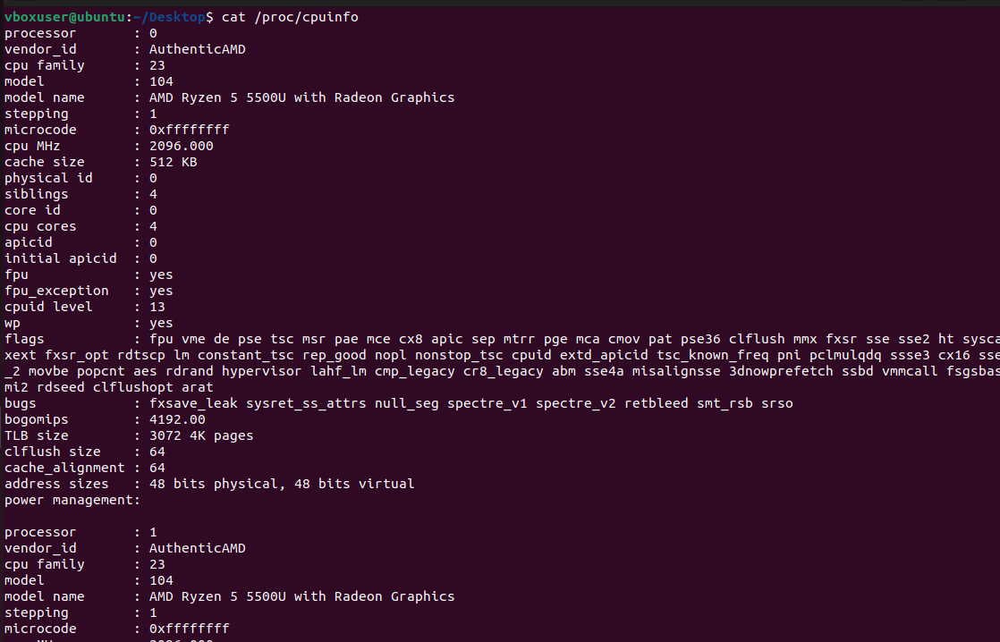 vboxuser@ubuntu:~/Desktop$ cat /proc/cpuinfo
processor	: 0
vendor_id	: AuthenticAMD
cpu family	: 23
model		: 104
model name	: AMD Ryzen 5 5500U with Radeon Graphics
stepping	: 1
microcode	: 0xffffffff
cpu MHz		: 2096.000
cache size	: 512 KB
physical id	: 0
siblings	: 4
core id		: 0
cpu cores	: 4
apicid		: 0
initial apicid	: 0
fpu		: yes
fpu_exception	: yes
cpuid level	: 13
wp		: yes
flags		: fpu vme de pse tsc msr pae mce cx8 apic sep mtrr pge mca cmov pat pse36 clflush mmx fxsr sse sse2 ht sysca
xext fxsr_opt rdtscp lm constant_tsc rep_good nopl nonstop_tsc cpuid extd_apicid tsc_known_freq pni pclmulqdq ssse3 cx16 sse
_2 movbe popcnt aes rdrand hypervisor lahf_lm cmp_legacy cr8_legacy abm sse4a misalignsse 3dnowprefetch ssbd vmmcall fsgsbas
mi2 rdseed clflushopt arat
bugs		: fxsave_leak sysret_ss_attrs null_seg spectre_v1 spectre_v2 retbleed smt_rsb srso
bogomips	: 4192.00
TLB size	: 3072 4K pages
clflush size	: 64
cache_alignment	: 64
address sizes	: 48 bits physical, 48 bits virtual
power management:
processor	: 1
vendor_id	: AuthenticAMD
cpu family	: 23
model		: 104
model name	: AMD Ryzen 5 5500U with Radeon Graphics
stepping	: 1
microcode	: 0xffffffff